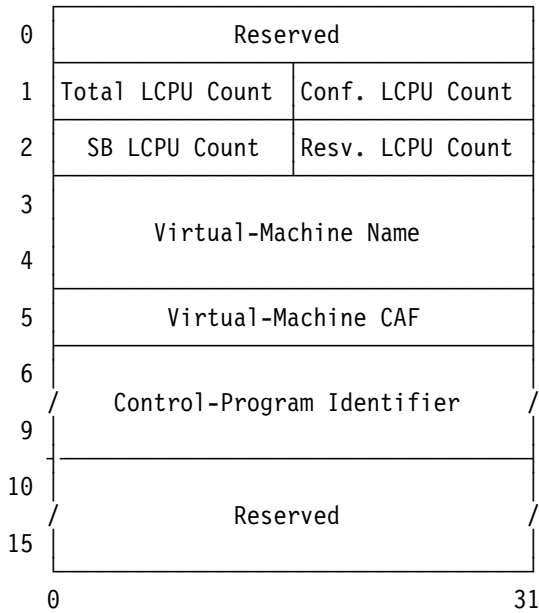 0 Reserved
1 Total LCPU Count Conf. LCPU Count
2 SB LCPU Count Resv. LCPU Count
3
Virtual-Machine Name
4
5 Virtual-Machine CAF
6
/ Control-Program Identifier /
9
10
/ Reserved /
15
0 31